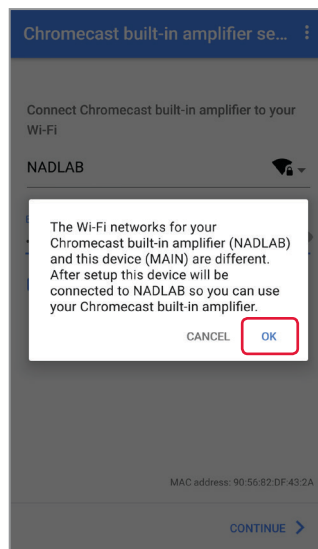 Chromecast built-in amplifier se...
Connect Chromecast built-in amplifier to your
Wi-Fi
NADLAB
The Wi-Fi networks for your
Chromecast built-in amplifier (NADLAB)
and this device (MAIN) are different.
After setup this device will be
connected to NADLAB so you can use
your Chromecast built-in amplifier.
CANCEL OK
MAC address: 90:56:82:DF:43:2A
CONTINUE